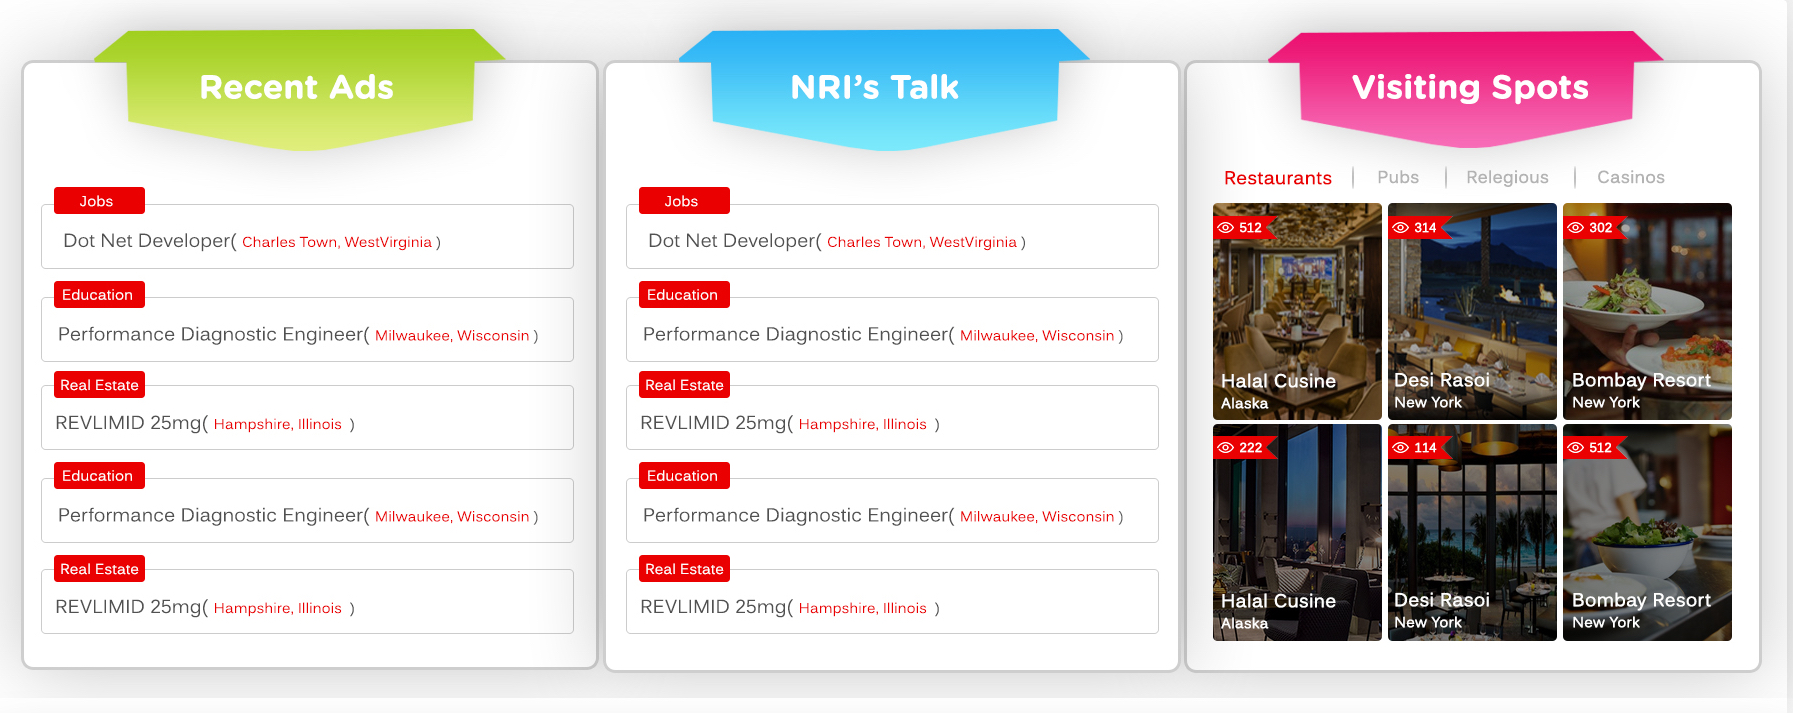 Recent Ads
Jobs
Dot Net Developer( Charles Town, WestVirginia )
Education
Performance Diagnostic Engineer( Milwaukee, Wisconsin )
Real Estate
REVLIMID 25mg( Hampshire, Illinois )
Education
Performance Diagnostic Engineer( Milwaukee, Wisconsin )
Real Estate
REVLIMID 25mg( Hampshire, Illinois )
NRI's Talk
Jobs
Dot Net Developer( Charles Town, WestVirginia )
Education
Performance Diagnostic Engineer( Milwaukee, Wisconsin )
Real Estate
REVLIMID 25mg( Hampshire, Illinois )
Education
Performance Diagnostic Engineer( Milwaukee, Wisconsin )
Real Estate
REVLIMID 25mg( Hampshire, Illinois )
Visiting Spots
Restaurants | Pubs | Relegious | Casinos
512
Halal Cusine
Alaska
314
Desi Rasoi
New York
302
Bombay Resort
New York
222
Halal Cusine
Alaska
114
Desi Rasoi
New York
512
Bombay Resort
New York